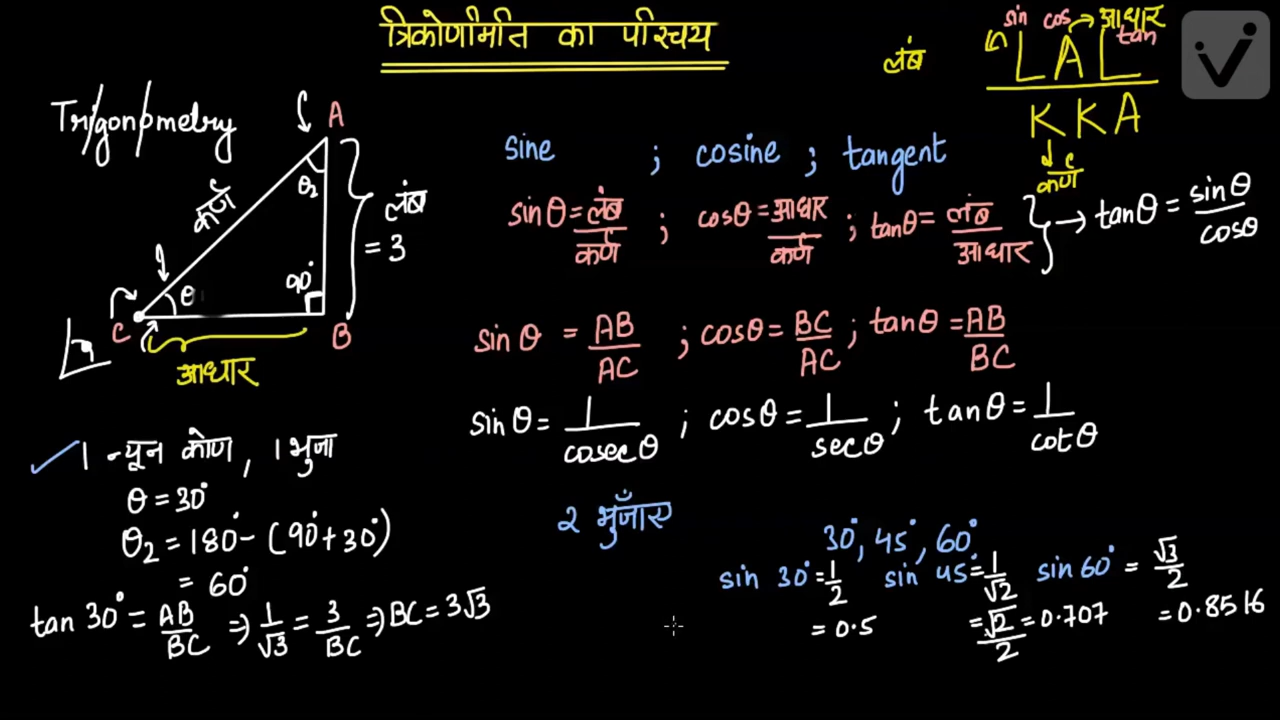 त्रिकोणमिति का परिचय
sin cos → आधार
tan
लंब
L A L
K K A
कर्ण
Trigonometry
A
θ₂
कर्ण
लंब
= 3
90°
θ
C
B
आधार
sine ; cosine ; tangent
sinθ = लंब/कर्ण ; cosθ = आधार/कर्ण ; tanθ = लंब/आधार } → tanθ = sinθ/cosθ
sinθ = AB/AC ; cosθ = BC/AC ; tanθ = AB/BC
sinθ = 1/cosecθ ; cosθ = 1/secθ ; tanθ = 1/cotθ
1 न्यून कोण, 1 भुजा
θ = 30°
θ₂ = 180° - (90° + 30°)
= 60°
tan 30° = AB/BC ⇒ 1/√3 = 3/BC ⇒ BC = 3√3
2 भुजाएँ
30°, 45°, 60°
sin 30° = 1/2 sin 45° = 1/√2 sin 60° = √3/2
= 0.5 = √2/2 = 0.707 = 0.8516